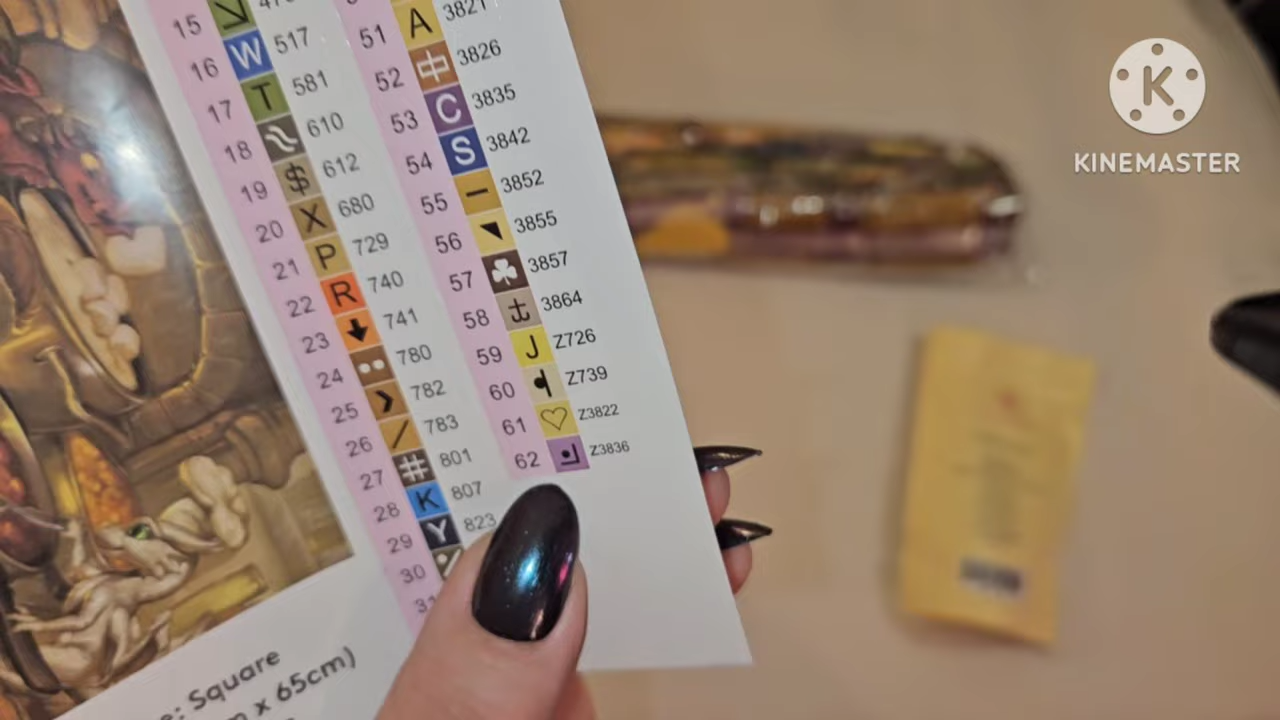 15
16 W 517
17 T 581
18 610
19 $ 612
20 X 680
21 P 729
22 R 740
23 741
24 780
25 782
26 / 783
27 # 801
28 K 807
29 Y 823
30
51 A 3821
52 中 3826
53 C 3835
54 S 3842
55 – 3852
56 3855
57 3857
58 3864
59 J Z726
60 Z739
61 Z3822
62 Z3836
: Square
x 65cm)
K
KINEMASTER